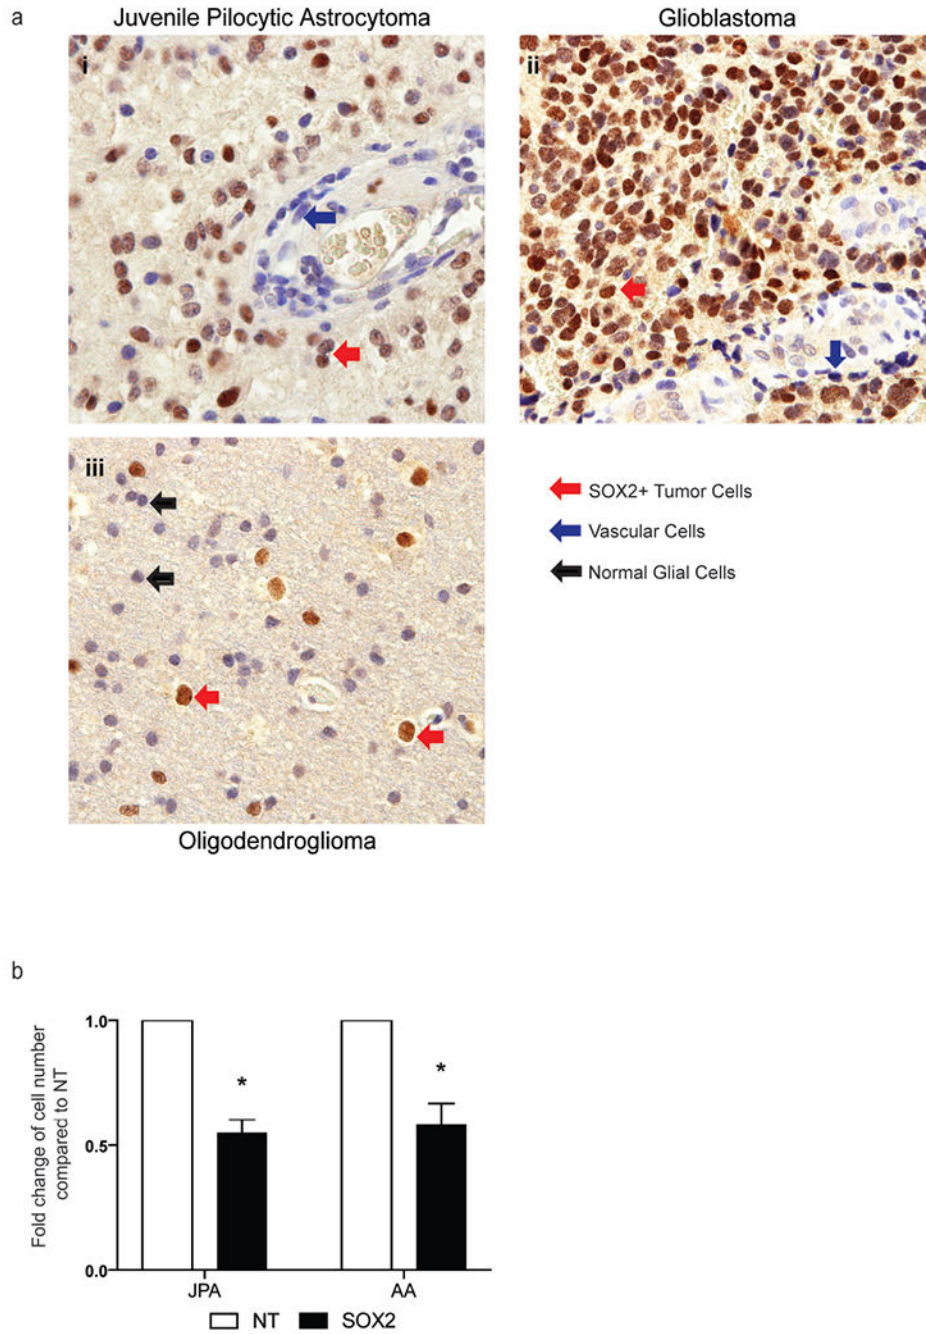 a
Juvenile Pilocytic Astrocytoma
Glioblastoma
i
ii
iii
SOX2+ Tumor Cells
Vascular Cells
Normal Glial Cells
Oligodendroglioma
b
Fold change of cell number
compared to NT
1.0
*
*
0.5
0.0
JPA
AA
NT
SOX2